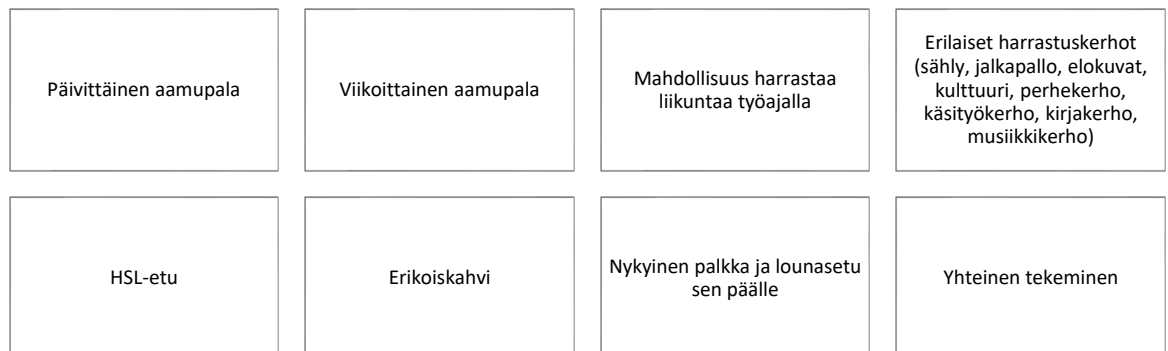 Päivittäinen aamupala
Viikoittainen aamupala
Mahdollisuus harrastaa
liikuntaa työajalla
Erilaiset harrastuskerhot
(sähly, jalkapallo, elokuvat,
kulttuuri, perhekerho,
käsityökerho, kirjakerho,
musiikkikerho)
HSL-etu
Erikoiskahvi
Nykyinen palkka ja lounasetu
sen päälle
Yhteinen tekeminen